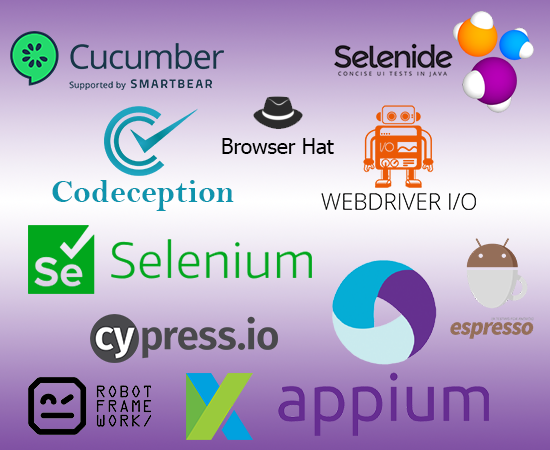 Cucumber
Supported by SMARTBEAR
Selenide
CONCISE UI TESTS IN JAVA
Browser Hat
Codeception
I/O
WEBDRIVER I/O
Se
Selenium
cypress.io
espresso
ROBOT
FRAME
WORK/
appium